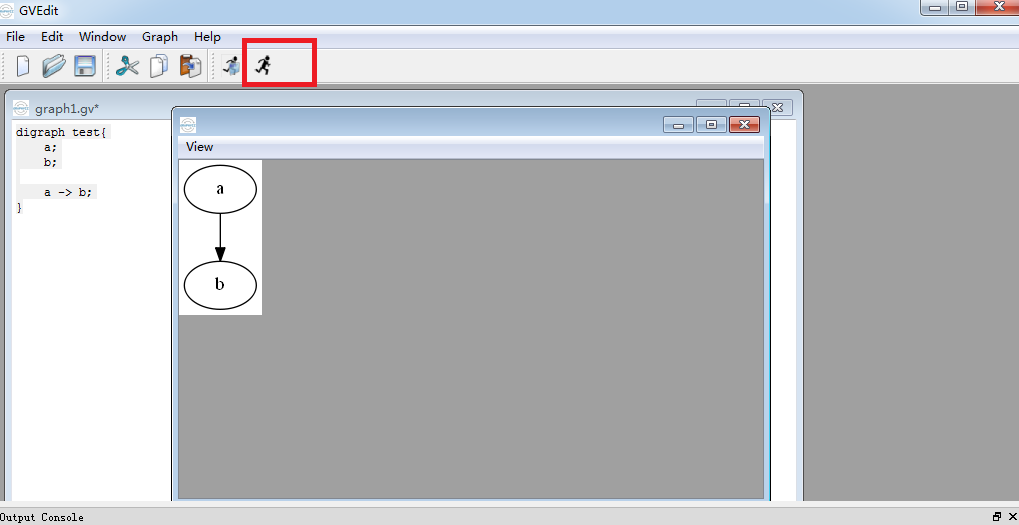 GVEdit
File Edit Window Graph Help
graph1.gv*
digraph test{
    a;
    b;
    a -> b;
}
View
a
b
Output Console